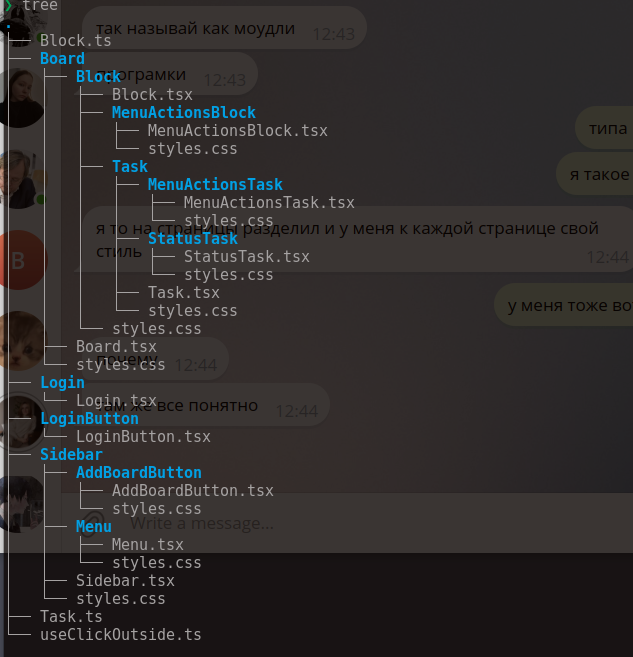 ❯ tree
.
├── Block.ts
├── Board
│   ├── Block
│   │   ├── Block.tsx
│   │   ├── MenuActionsBlock
│   │   │   ├── MenuActionsBlock.tsx
│   │   │   └── styles.css
│   │   ├── Task
│   │   │   ├── MenuActionsTask
│   │   │   │   ├── MenuActionsTask.tsx
│   │   │   │   └── styles.css
│   │   │   ├── StatusTask
│   │   │   │   ├── StatusTask.tsx
│   │   │   │   └── styles.css
│   │   │   ├── Task.tsx
│   │   │   └── styles.css
│   │   └── styles.css
│   ├── Board.tsx
│   └── styles.css
├── Login
│   └── Login.tsx
├── LoginButton
│   └── LoginButton.tsx
├── Sidebar
│   ├── AddBoardButton
│   │   ├── AddBoardButton.tsx
│   │   └── styles.css
│   ├── Menu
│   │   ├── Menu.tsx
│   │   └── styles.css
│   ├── Sidebar.tsx
│   └── styles.css
├── Task.ts
└── useClickOutside.ts
так называй как моудли 12:43
програмки 12:43
типа
я такое
В
я то на страницы разделил и у меня к каждой странице свой
стиль 12:44
у меня тоже во
почему 12:44
там же все понятно 12:44
Write a message...